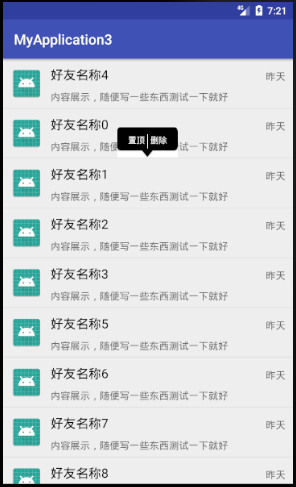 4G 7:21
MyApplication3
好友名称4 昨天
内容展示，随便写一些东西测试一下就好
好友名称0 昨天
置顶 删除
内容展示，随便写一些东西测试一下就好
好友名称1 昨天
内容展示，随便写一些东西测试一下就好
好友名称2 昨天
内容展示，随便写一些东西测试一下就好
好友名称3 昨天
内容展示，随便写一些东西测试一下就好
好友名称5 昨天
内容展示，随便写一些东西测试一下就好
好友名称6 昨天
内容展示，随便写一些东西测试一下就好
好友名称7 昨天
内容展示，随便写一些东西测试一下就好
好友名称8 昨天